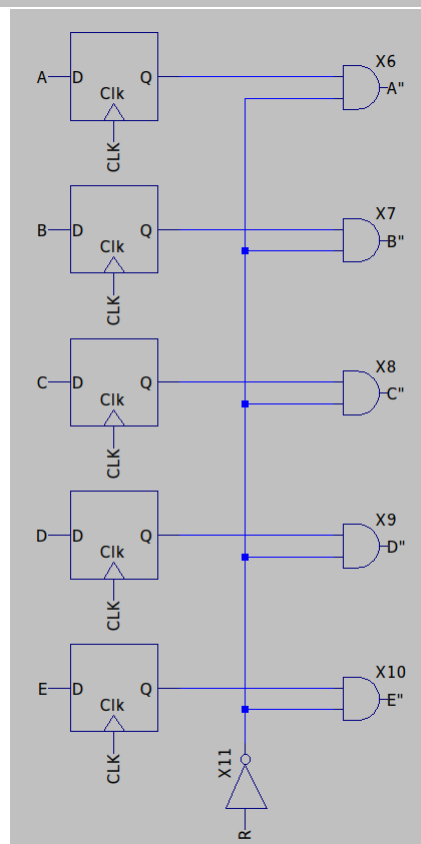 X6
A D Q A"
Clk
CLK
X7
B D Q B"
Clk
CLK
X8
C D Q C"
Clk
CLK
X9
D D Q D"
Clk
CLK
X10
E D Q E"
Clk
CLK
X11
R